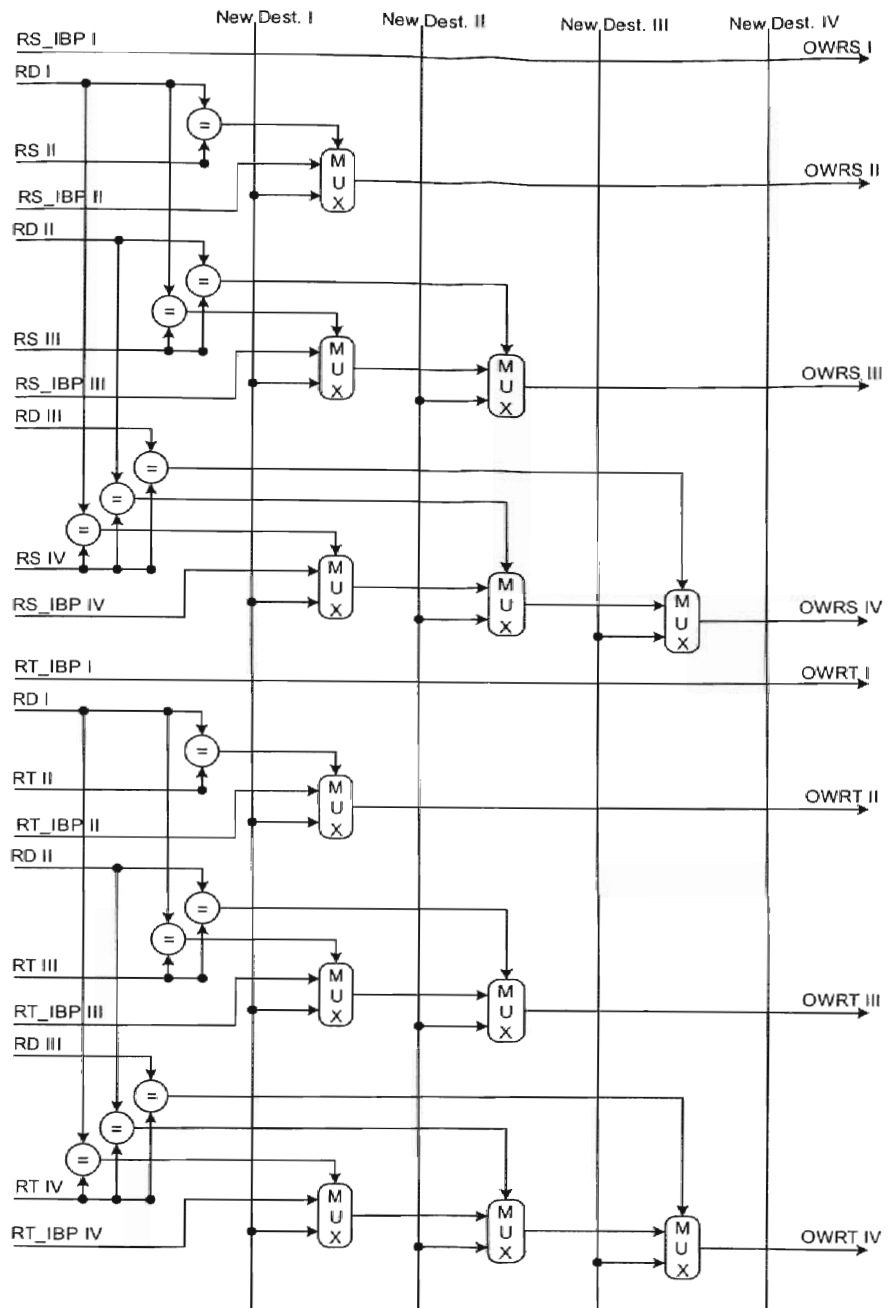 New Dest. I New Dest. II New Dest. III New Dest. IV
RS_IBP I OWRS I
RD I
=
RS II
M
U
X
OWRS II
RS_IBP II
RD II
=
=
RS III
M
U
X
M
U
X
OWRS III
RS_IBP III
RD III
=
=
=
RS IV
M
U
X
M
U
X
M
U
X
RS_IBP IV OWRS IV
RT_IBP I OWRT I
RD I
=
RT II
M
U
X
OWRT II
RT_IBP II
RD II
=
=
RT III
M
U
X
M
U
X
RT_IBP III OWRT III
RD III
=
=
=
RT IV
M
U
X
M
U
X
M
U
X
RT_IBP IV OWRT IV